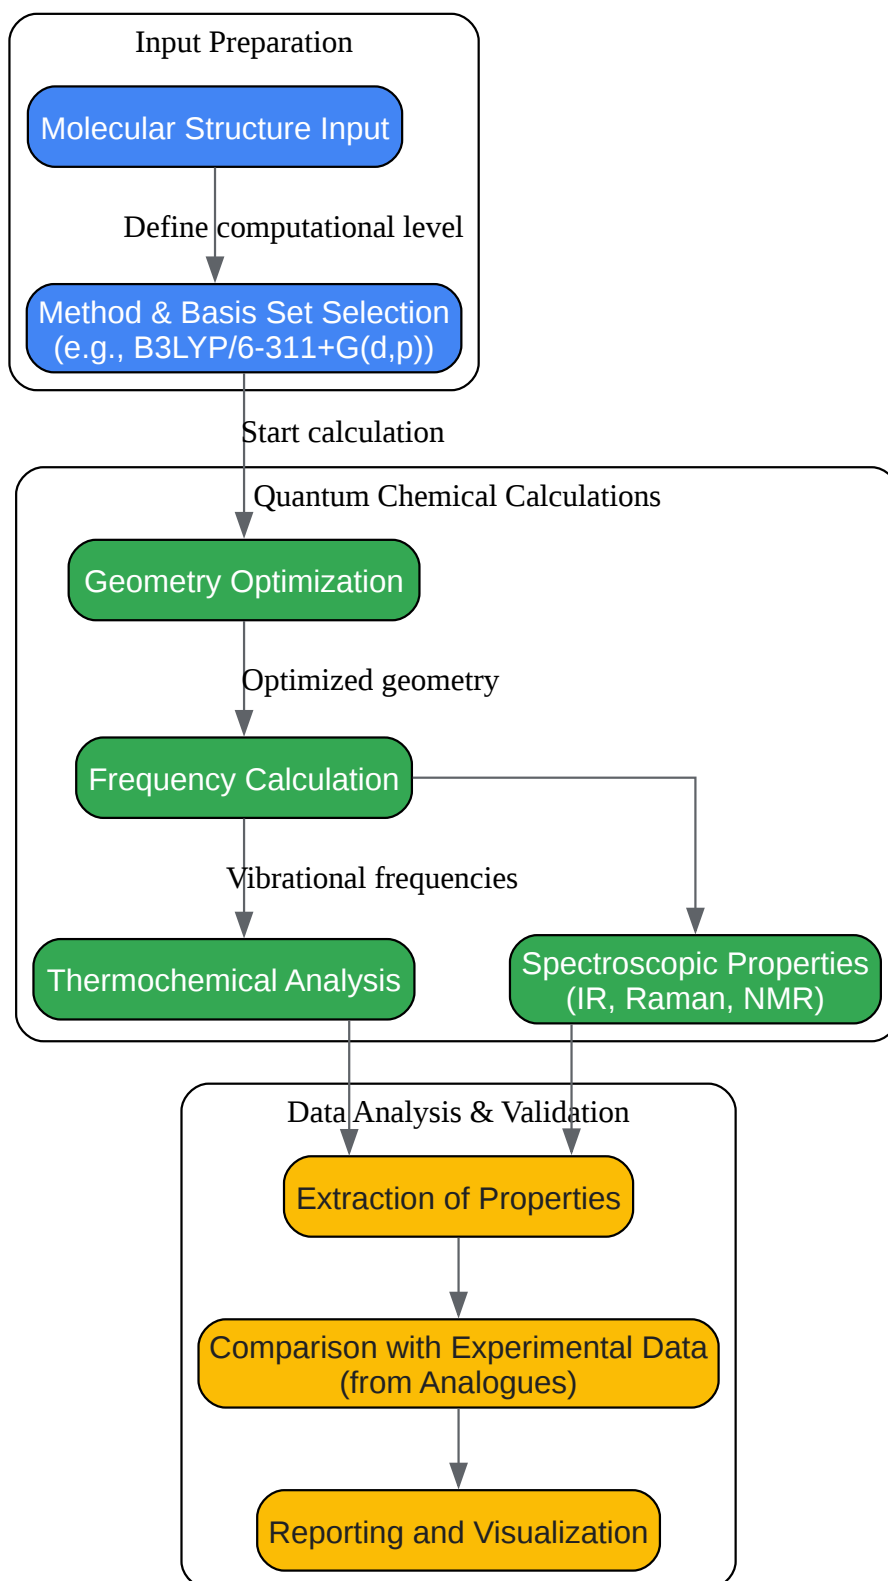 Input Preparation
Molecular Structure Input
Define computational level
Method & Basis Set Selection
(e.g., B3LYP/6-311+G(d,p))
Start calculation
Quantum Chemical Calculations
Geometry Optimization
Optimized geometry
Frequency Calculation
Vibrational frequencies
Thermochemical Analysis
Spectroscopic Properties
(IR, Raman, NMR)
Data Analysis & Validation
Extraction of Properties
Comparison with Experimental Data
(from Analogues)
Reporting and Visualization